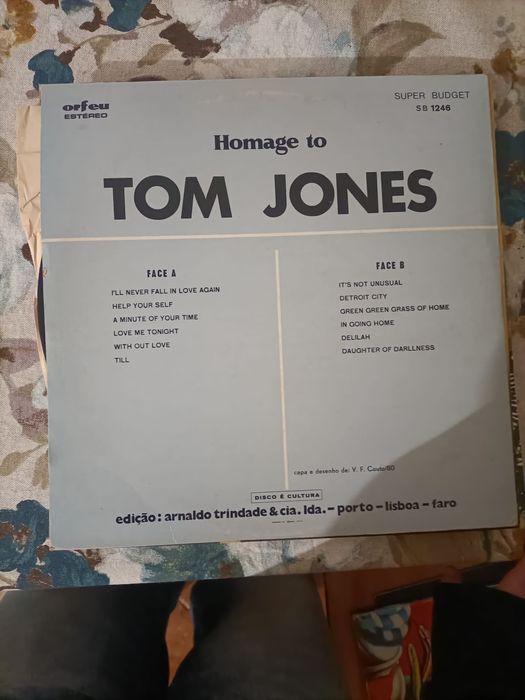 orfeu
ESTÉREO
SUPER BUDGET
SB 1246
Homage to
TOM JONES
FACE A
I'LL NEVER FALL IN LOVE AGAIN
HELP YOUR SELF
A MINUTE OF YOUR TIME
LOVE ME TONIGHT
WITH OUT LOVE
TILL
FACE B
IT'S NOT UNUSUAL
DETROIT CITY
GREEN GREEN GRASS OF HOME
IN GOING HOME
DELILAH
DAUGHTER OF DARLLNESS
capa e desenho de: V. F. Couto/80
DISCO É CULTURA
edição: arnaldo trindade & cia. lda. – porto – lisboa – faro